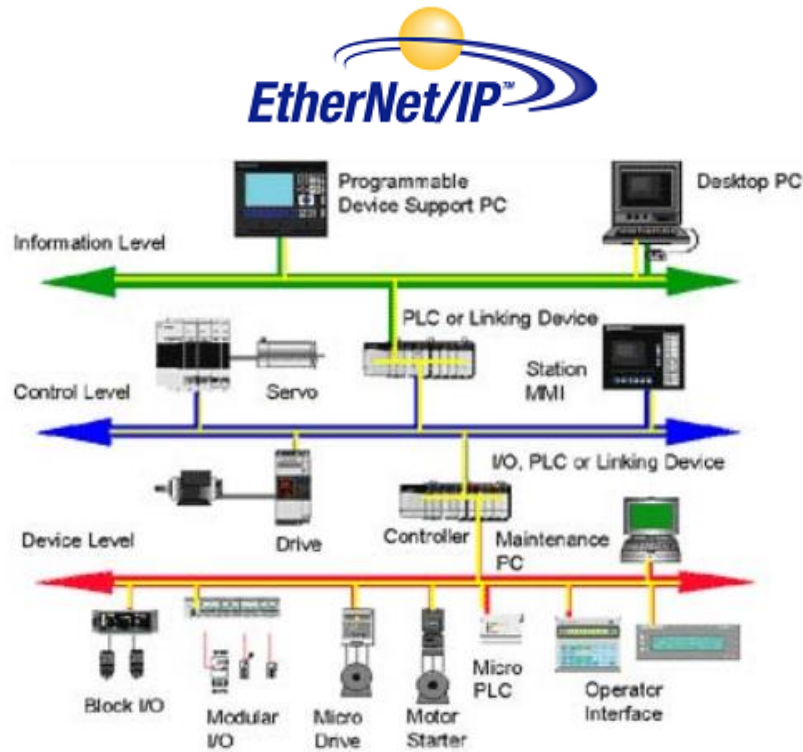 EtherNet/IP™
Programmable
Device Support PC
Desktop PC
Information Level
PLC or Linking Device
Station
MMI
Servo
Control Level
I/O, PLC or Linking Device
Drive
Controller
Maintenance
PC
Device Level
Block I/O
Modular
I/O
Micro
Drive
Motor
Starter
Micro
PLC
Operator
Interface